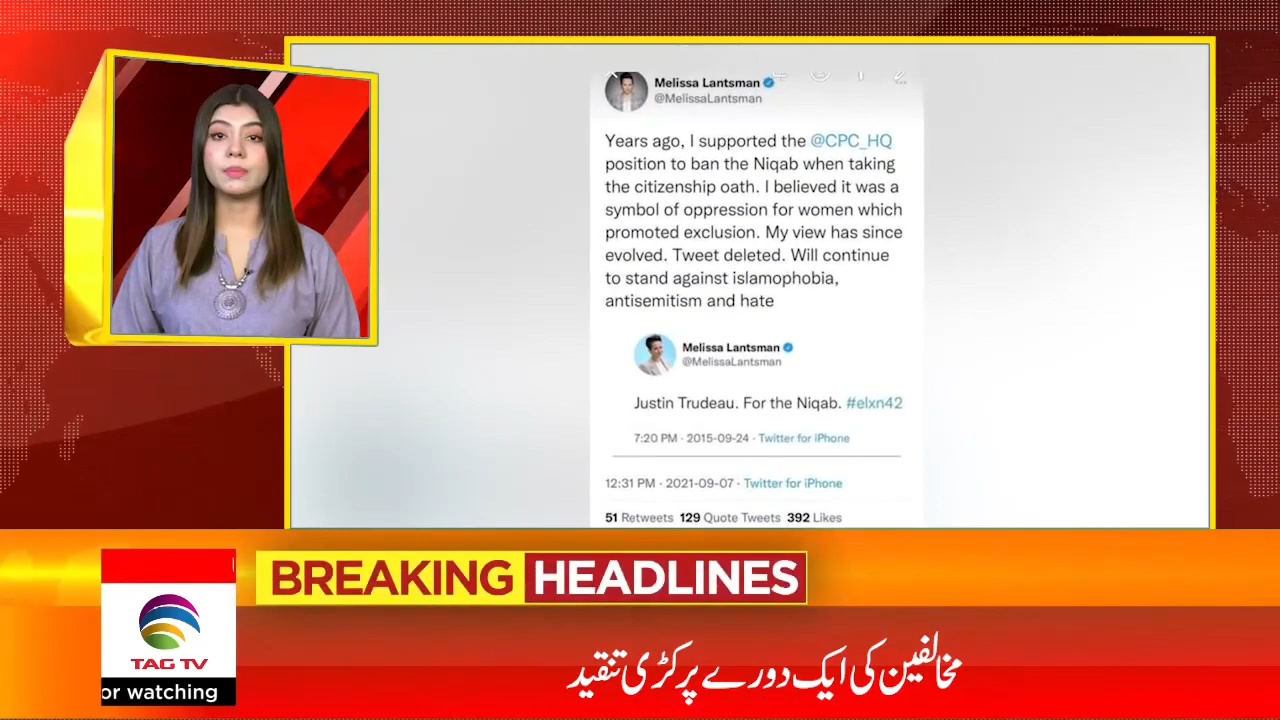 Melissa Lantsman
@MelissaLantsman
Years ago, I supported the @CPC_HQ
position to ban the Niqab when taking
the citizenship oath. I believed it was a
symbol of oppression for women which
promoted exclusion. My view has since
evolved. Tweet deleted. Will continue
to stand against islamophobia,
antisemitism and hate
Melissa Lantsman
@MelissaLantsman
Justin Trudeau. For the Niqab. #elxn42
7:20 PM · 2015-09-24 · Twitter for iPhone
12:31 PM · 2021-09-07 · Twitter for iPhone
51 Retweets 129 Quote Tweets 392 Likes
BREAKING HEADLINES
TAG TV
or watching
مخالفین کی ایک دورے پر کڑی تنقید